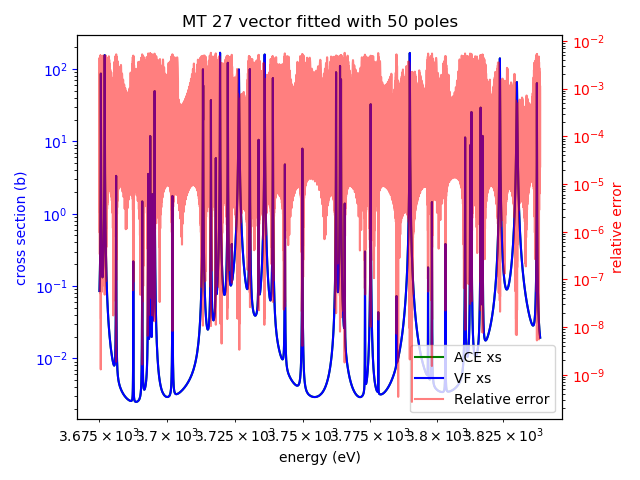 MT 27 vector fitted with 50 poles
cross section (b)
10²
10¹
10⁰
10⁻¹
10⁻²
10⁻²
10⁻³
10⁻⁴
10⁻⁵
10⁻⁶
10⁻⁷
10⁻⁸
10⁻⁹
relative error
ACE xs
VF xs
Relative error
3.675×10³ 3.7×10³ 3.725×10³ 3.75×10³ 3.775×10³ 3.8×10³ 3.825×10³
energy (eV)